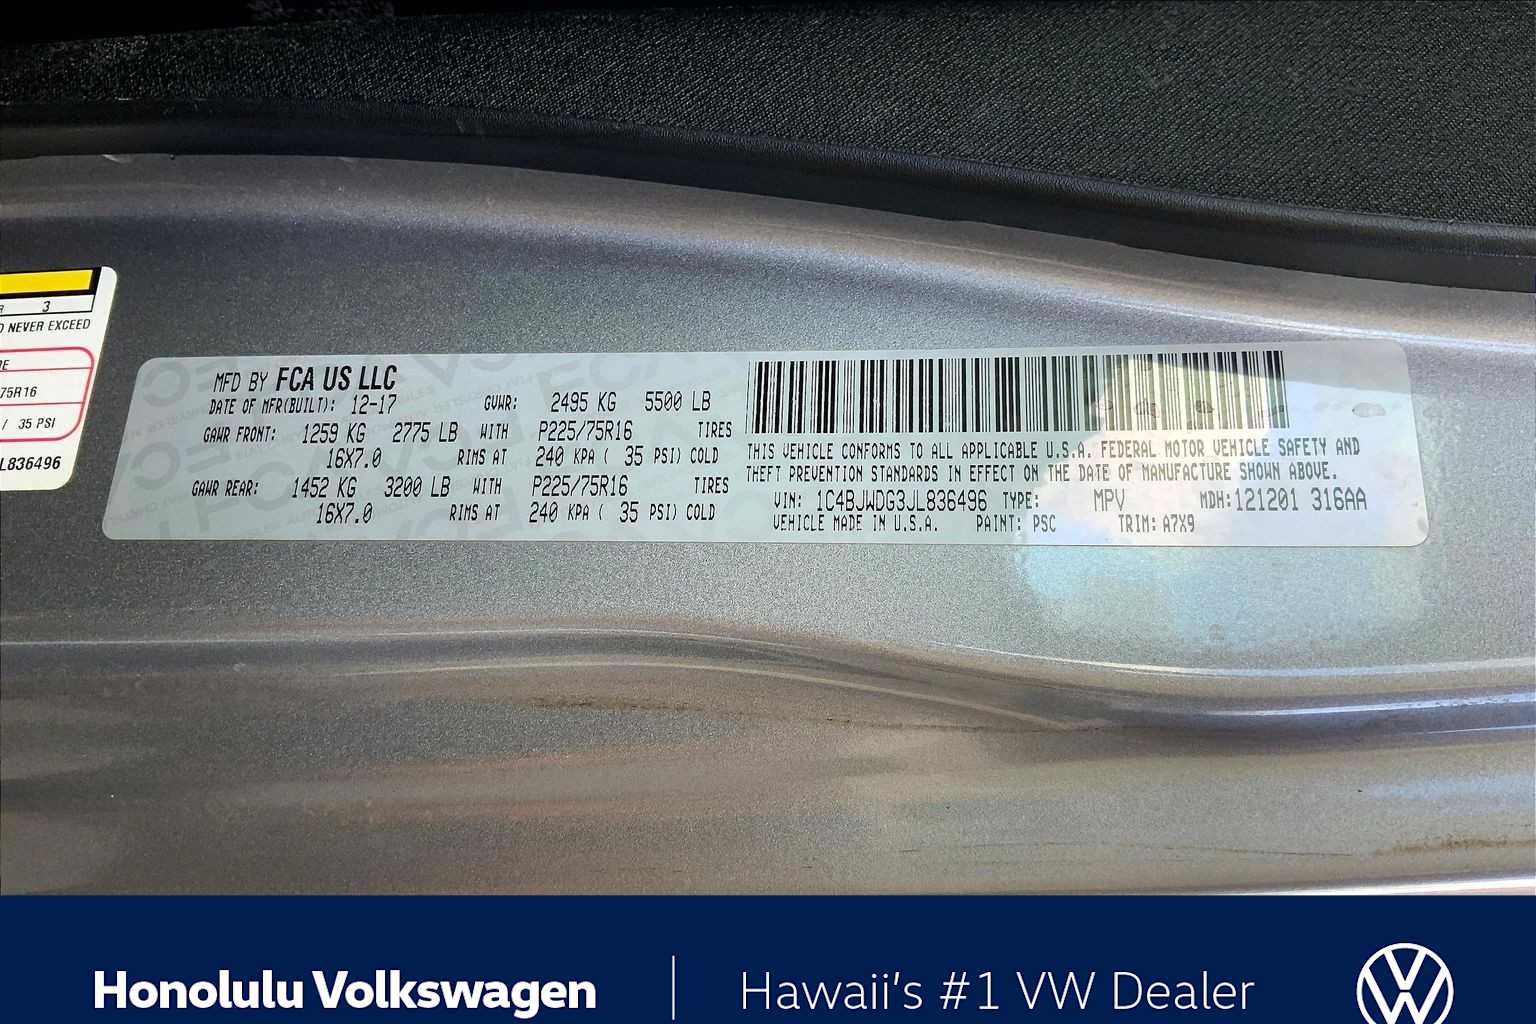 3
NEVER EXCEED
75R16
/ 35 PSI
L836496
MFD BY FCA US LLC
DATE OF MFR(BUILT): 12-17 GVWR: 2495 KG 5500 LB
GAWR FRONT: 1259 KG 2775 LB WITH P225/75R16 TIRES
16X7.0 RIMS AT 240 KPA ( 35 PSI) COLD
GAWR REAR: 1452 KG 3200 LB WITH P225/75R16 TIRES
16X7.0 RIMS AT 240 KPA ( 35 PSI) COLD
THIS VEHICLE CONFORMS TO ALL APPLICABLE U.S.A. FEDERAL MOTOR VEHICLE SAFETY AND
THEFT PREVENTION STANDARDS IN EFFECT ON THE DATE OF MANUFACTURE SHOWN ABOVE.
VIN: 1C4BJWDG3JL836496 TYPE: MPV MDH: 121201 316AA
VEHICLE MADE IN U.S.A. PAINT: PSC TRIM: A7X9
Honolulu Volkswagen | Hawaii's #1 VW Dealer